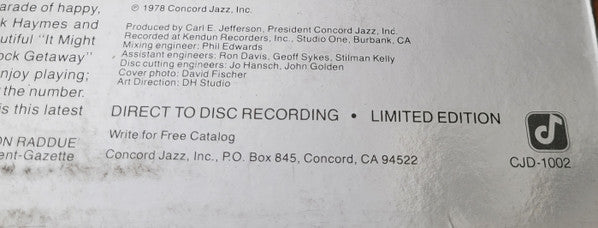 arade of happy,
k Haymes and
utiful "It Might
ock Getaway"
njoy playing;
the number.
is this latest
ON RADDUE
ent-Gazette
℗ 1978 Concord Jazz, Inc.
Produced by Carl E. Jefferson, President Concord Jazz, Inc.
Recorded at Kendun Recorders, Inc., Studio One, Burbank, CA
Mixing engineer: Phil Edwards
Assistant engineers: Ron Davis, Geoff Sykes, Stilman Kelly
Disc cutting engineers: Jo Hansch, John Golden
Cover photo: David Fischer
Art Direction: DH Studio
DIRECT TO DISC RECORDING • LIMITED EDITION
Write for Free Catalog
Concord Jazz, Inc., P.O. Box 845, Concord, CA 94522
CJD-1002